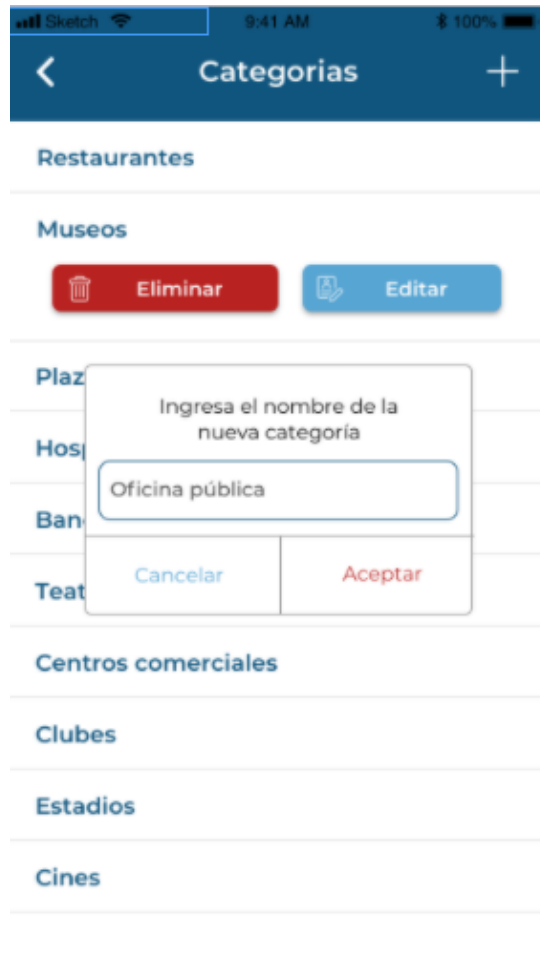 Sketch 9:41 AM 100%
Categorias
Restaurantes
Museos
Eliminar Editar
Plaz
Ingresa el nombre de la
nueva categoría
Hosp
Oficina pública
Ban
Cancelar Aceptar
Teat
Centros comerciales
Clubes
Estadios
Cines